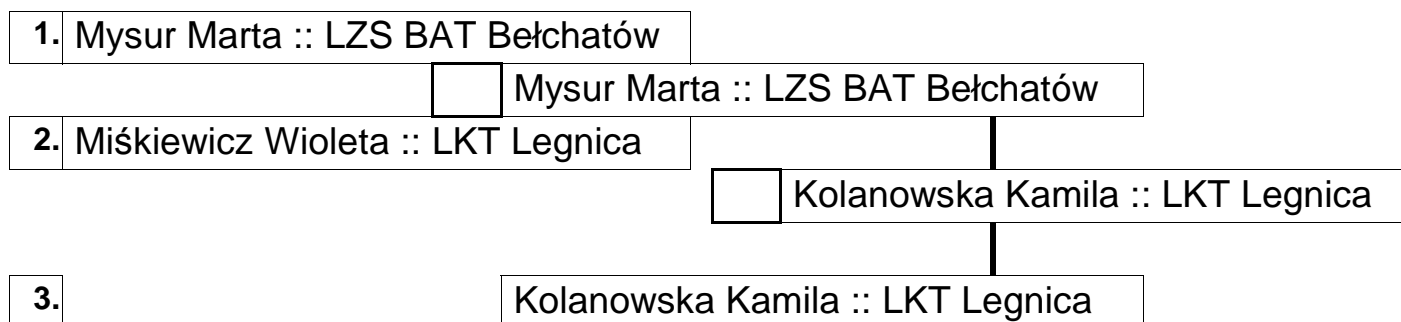 1. Mysur Marta :: LZS BAT Bełchatów
Mysur Marta :: LZS BAT Bełchatów
2. Miśkiewicz Wioleta :: LKT Legnica
Kolanowska Kamila :: LKT Legnica
3. Kolanowska Kamila :: LKT Legnica